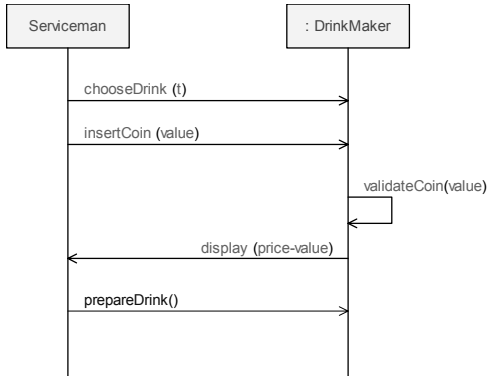 Serviceman
: DrinkMaker
chooseDrink (t)
insertCoin (value)
validateCoin(value)
display (price-value)
prepareDrink()